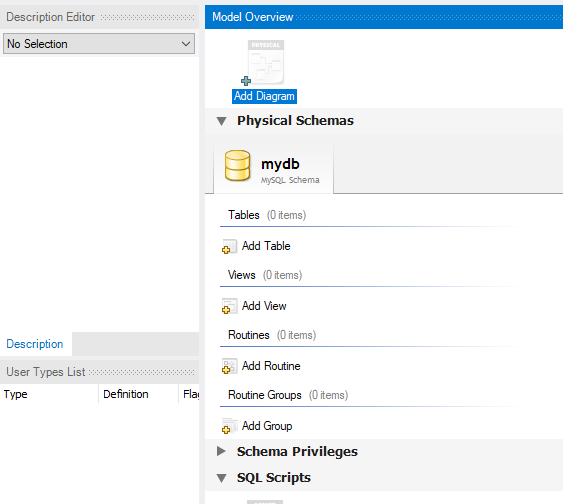 Description Editor
No Selection
Description
User Types List
Type Definition Flag
Model Overview
PHYSICAL
Add Diagram
Physical Schemas
mydb
MySQL Schema
Tables (0 items)
Add Table
Views (0 items)
Add View
Routines (0 items)
Add Routine
Routine Groups (0 items)
Add Group
Schema Privileges
SQL Scripts